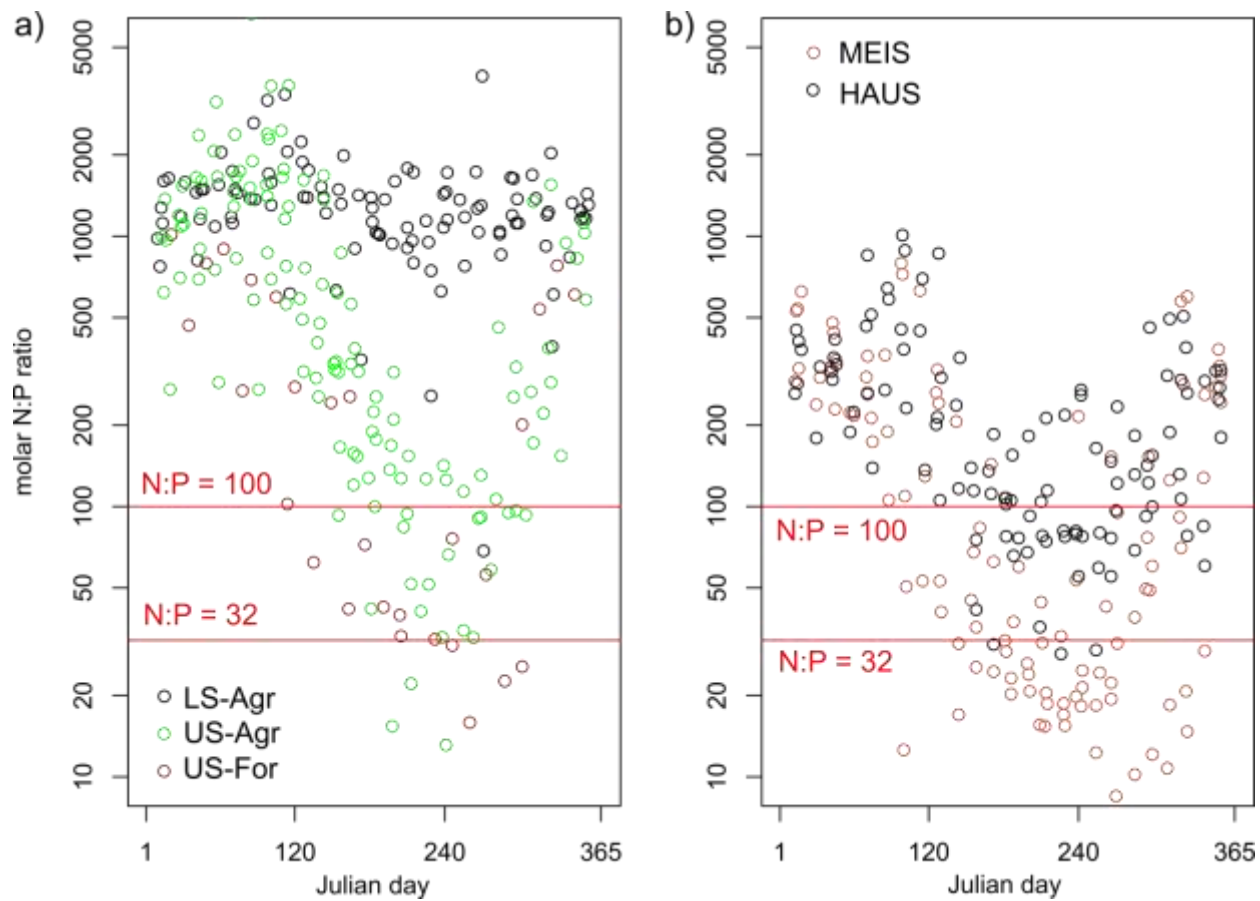 a)
molar N:P ratio
5000
2000
1000
500
200
100
50
20
10
N:P = 100
N:P = 32
LS-Agr
US-Agr
US-For
1 120 240 365
Julian day
b)
5000
2000
1000
500
200
100
50
20
10
MEIS
HAUS
N:P = 100
N:P = 32
1 120 240 365
Julian day